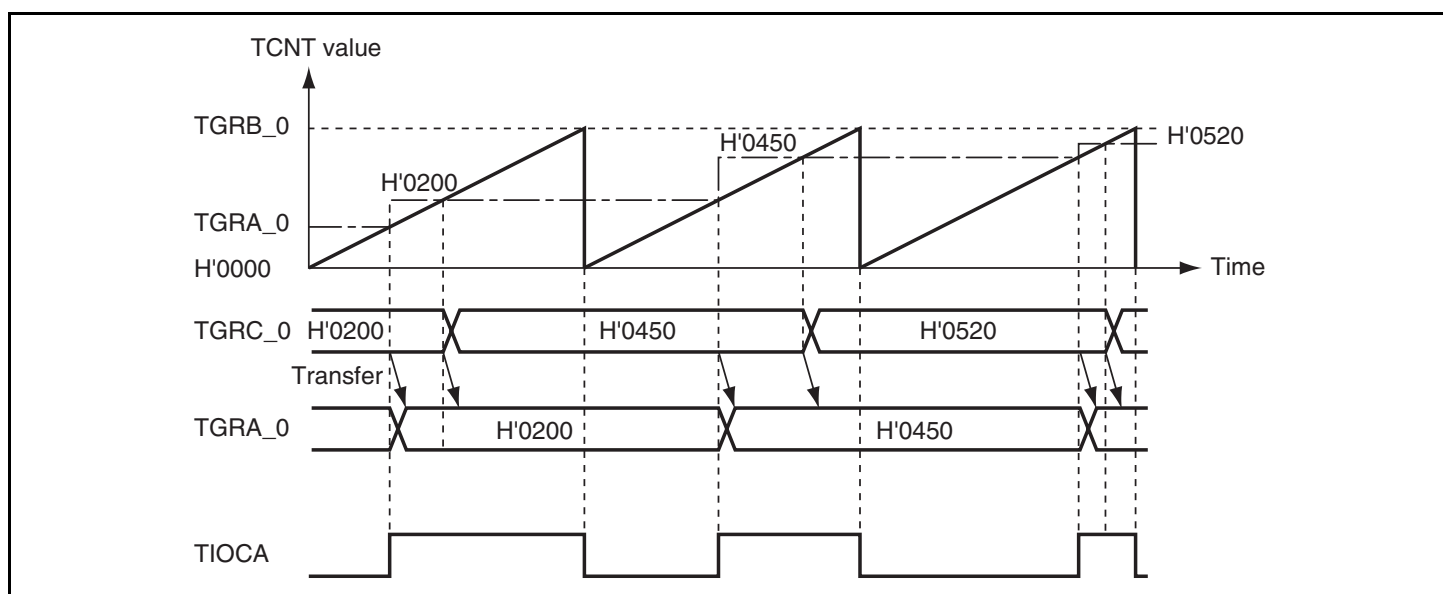 TCNT value
TGRB_0
H'0450
H'0520
H'0200
TGRA_0
H'0000
Time
TGRC_0 H'0200 H'0450 H'0520
Transfer
TGRA_0 H'0200 H'0450
TIOCA